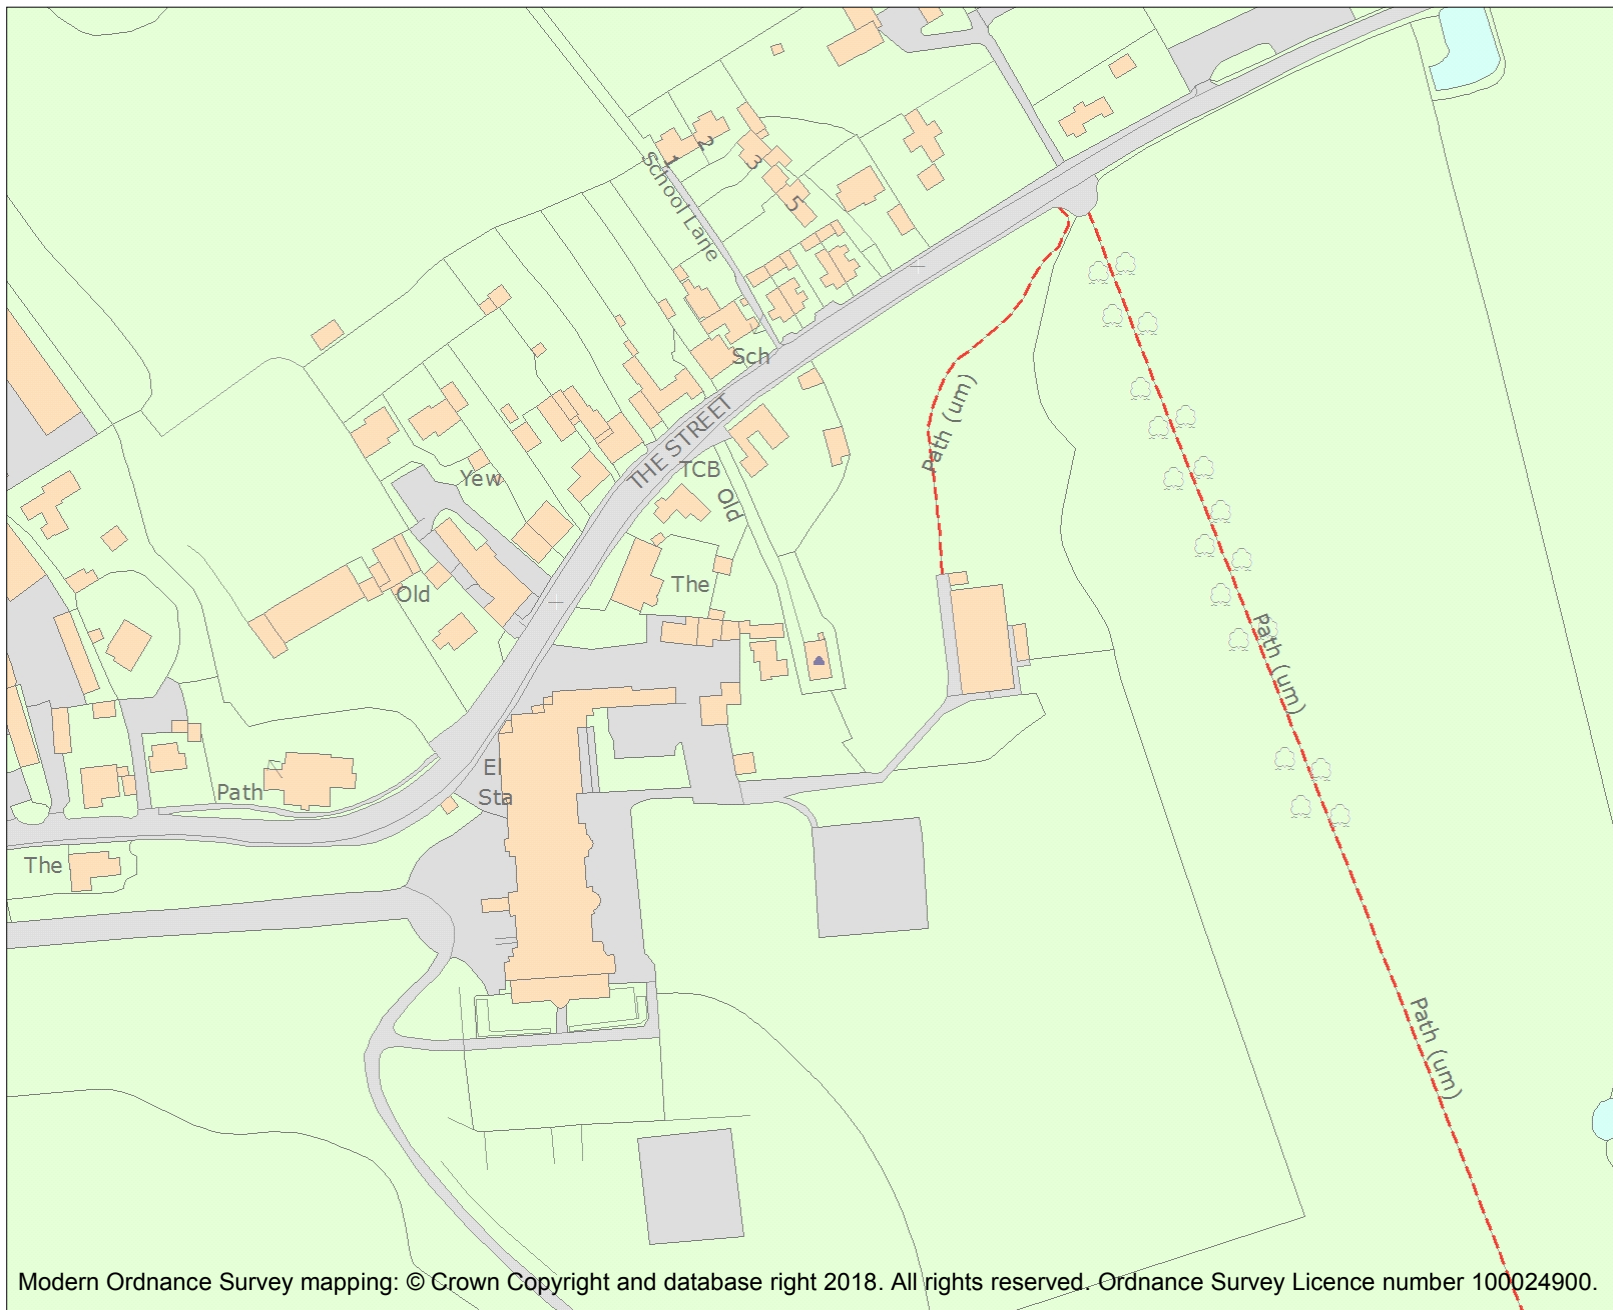 1
2
3
5
School Lane
Sch
THE STREET
TCB
Old
Yew
Old
The
Path (um)
Path (um)
El
Sta
Path
The
Path (um)
Modern Ordnance Survey mapping: © Crown Copyright and database right 2018. All rights reserved. Ordnance Survey Licence number 100024900.